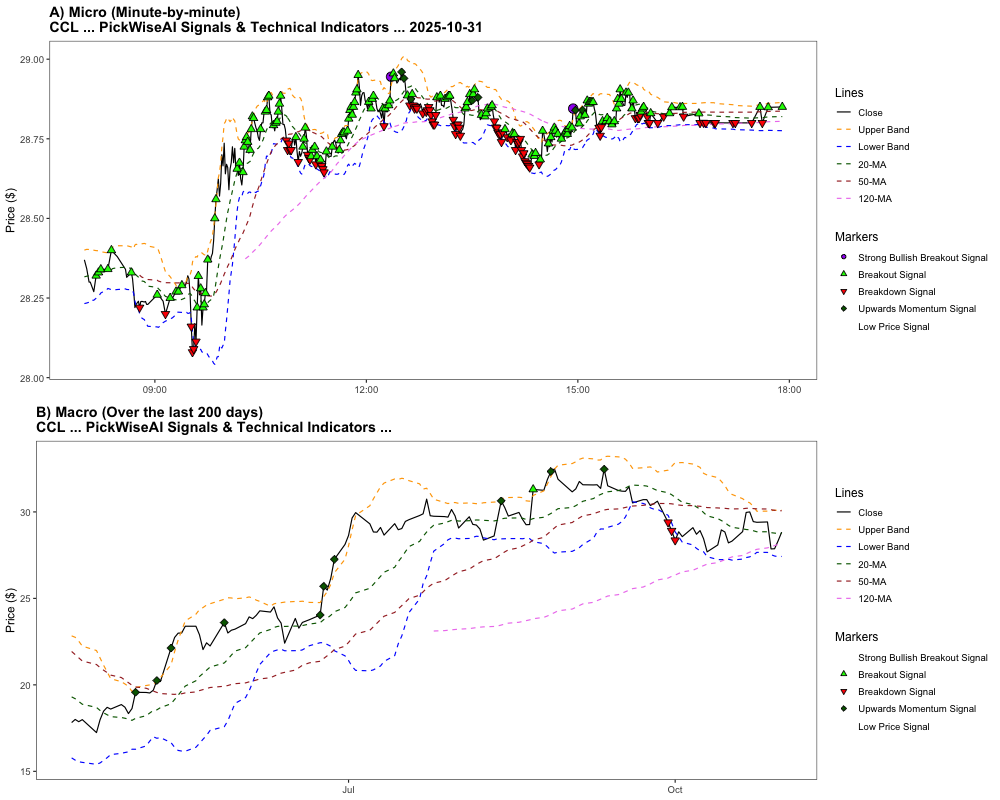 A) Micro (Minute-by-minute)
CCL ... PickWiseAI Signals & Technical Indicators ... 2025-10-31
Price ($)
29.00
28.75
28.50
28.25
28.00
09:00
12:00
15:00
18:00
Lines
Close
Upper Band
Lower Band
20-MA
50-MA
120-MA
Markers
Strong Bullish Breakout Signal
Breakout Signal
Breakdown Signal
Upwards Momentum Signal
Low Price Signal
B) Macro (Over the last 200 days)
CCL ... PickWiseAI Signals & Technical Indicators ...
Price ($)
30
25
20
15
Jul
Oct
Lines
Close
Upper Band
Lower Band
20-MA
50-MA
120-MA
Markers
Strong Bullish Breakout Signal
Breakout Signal
Breakdown Signal
Upwards Momentum Signal
Low Price Signal